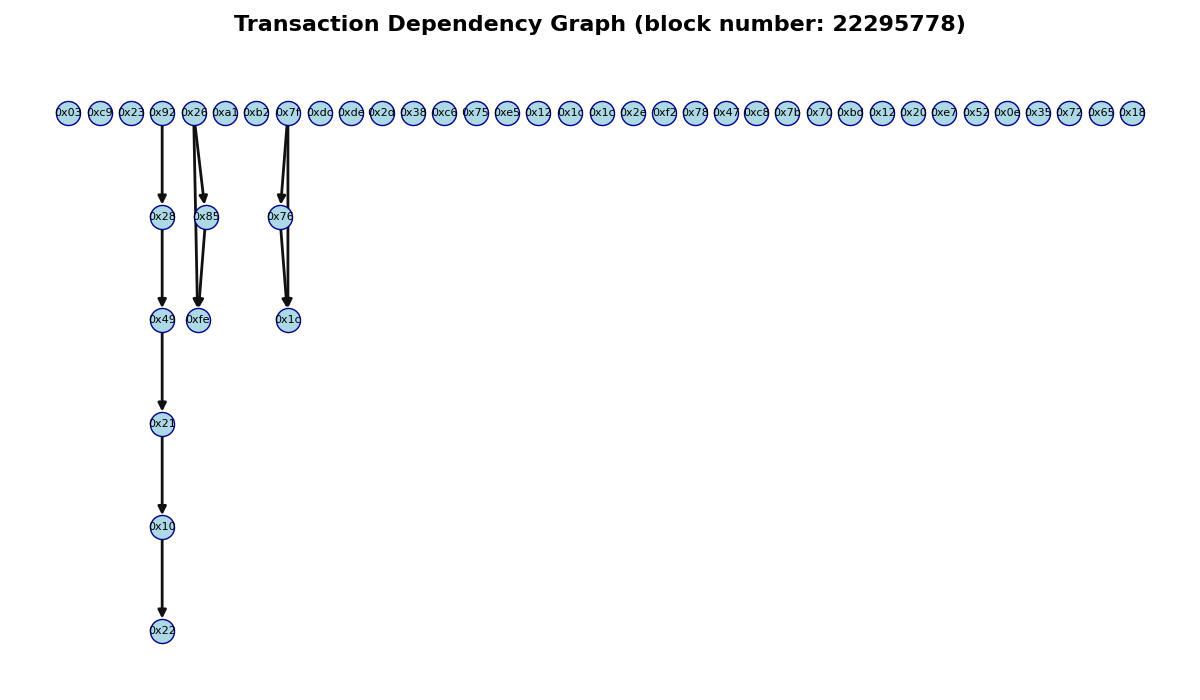 Transaction Dependency Graph (block number: 22295778)
0x03 0xc9 0x23 0x92 0x26 0xa1 0xb2 0x7f 0xdc 0xde 0x2d 0x38 0xc6 0x75 0xe5 0x12 0x1c 0x1c 0x2e 0xf2 0x78 0x47 0xc8 0x7b 0x70 0xbd 0x12 0x20 0xe7 0x52 0x0e 0x35 0x72 0x65 0x18
0x28 0x85 0x76
0x49 0xfe 0x1c
0x21
0x10
0x22